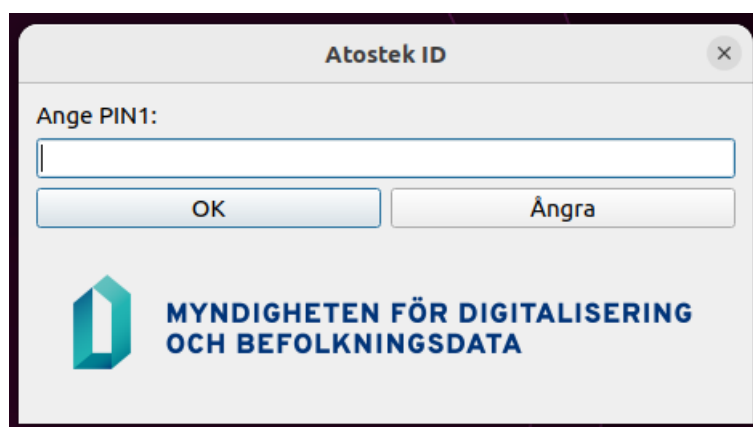 Atostek ID
Ange PIN1:
OK
Ångra
MYNDIGHETEN FÖR DIGITALISERING
OCH BEFOLKNINGSDATA